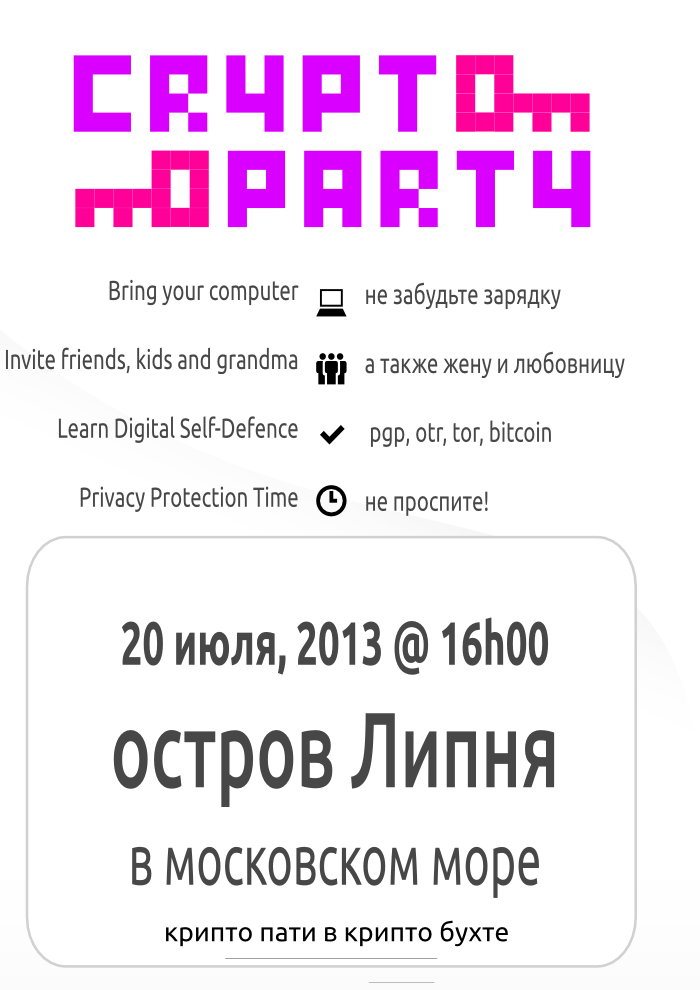 CRYPTO
PARTY
Bring your computer не забудьте зарядку
Invite friends, kids and grandma а также жену и любовницу
Learn Digital Self-Defence pgp, otr, tor, bitcoin
Privacy Protection Time не проспите!
20 июля, 2013 @ 16h00
остров Липня
в московском море
крипто пати в крипто бухте